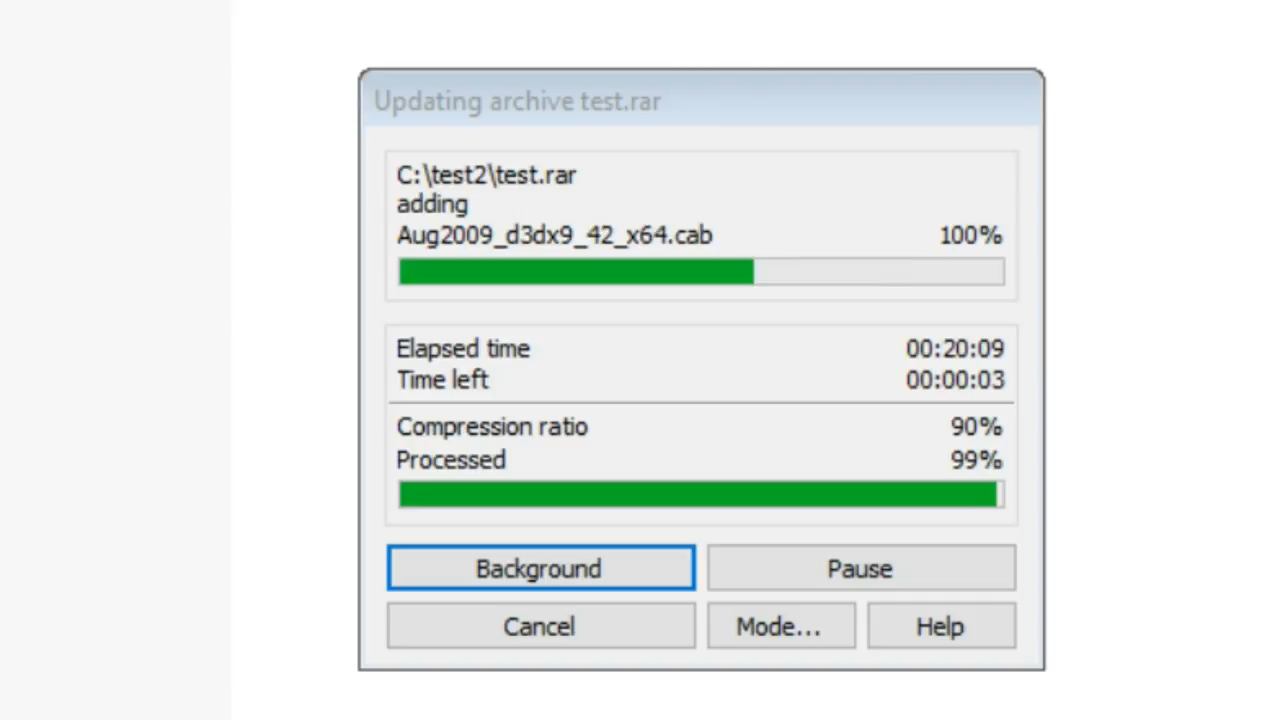 Updating archive test.rar
C:\test2\test.rar
adding
Aug2009_d3dx9_42_x64.cab 100%
Elapsed time 00:20:09
Time left 00:00:03
Compression ratio 90%
Processed 99%
Background Pause
Cancel Mode... Help